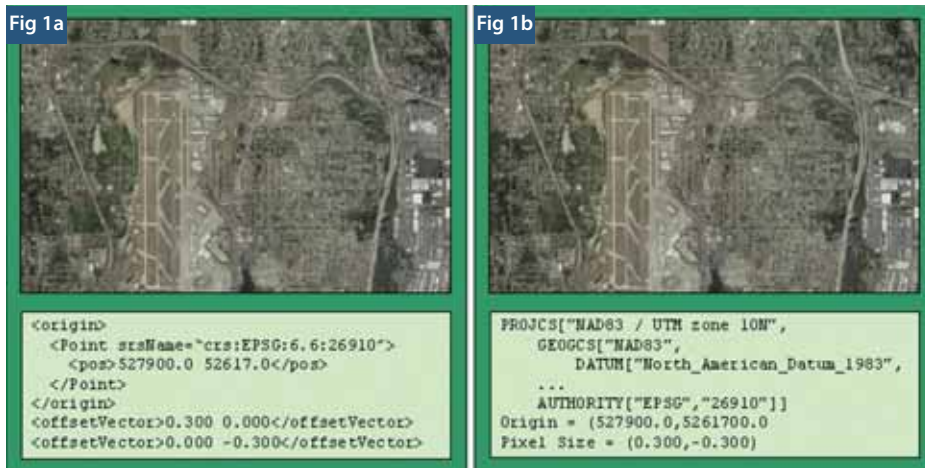 Fig 1a
<origin>
<Point srsName="crs:EPSG:6.6:26910">
<pos>527900.0 52617.0</pos>
</Point>
</origin>
<offsetVector>0.300 0.000</offsetVector>
<offsetVector>0.000 -0.300</offsetVector>
Fig 1b
PROJCS["NAD83 / UTM zone 10N",
GEOGCS["NAD83",
DATUM["North_American_Datum_1983",
...
AUTHORITY["EPSG","26910"]]
Origin = (527900.0,5261700.0
Pixel Size = (0.300,-0.300)